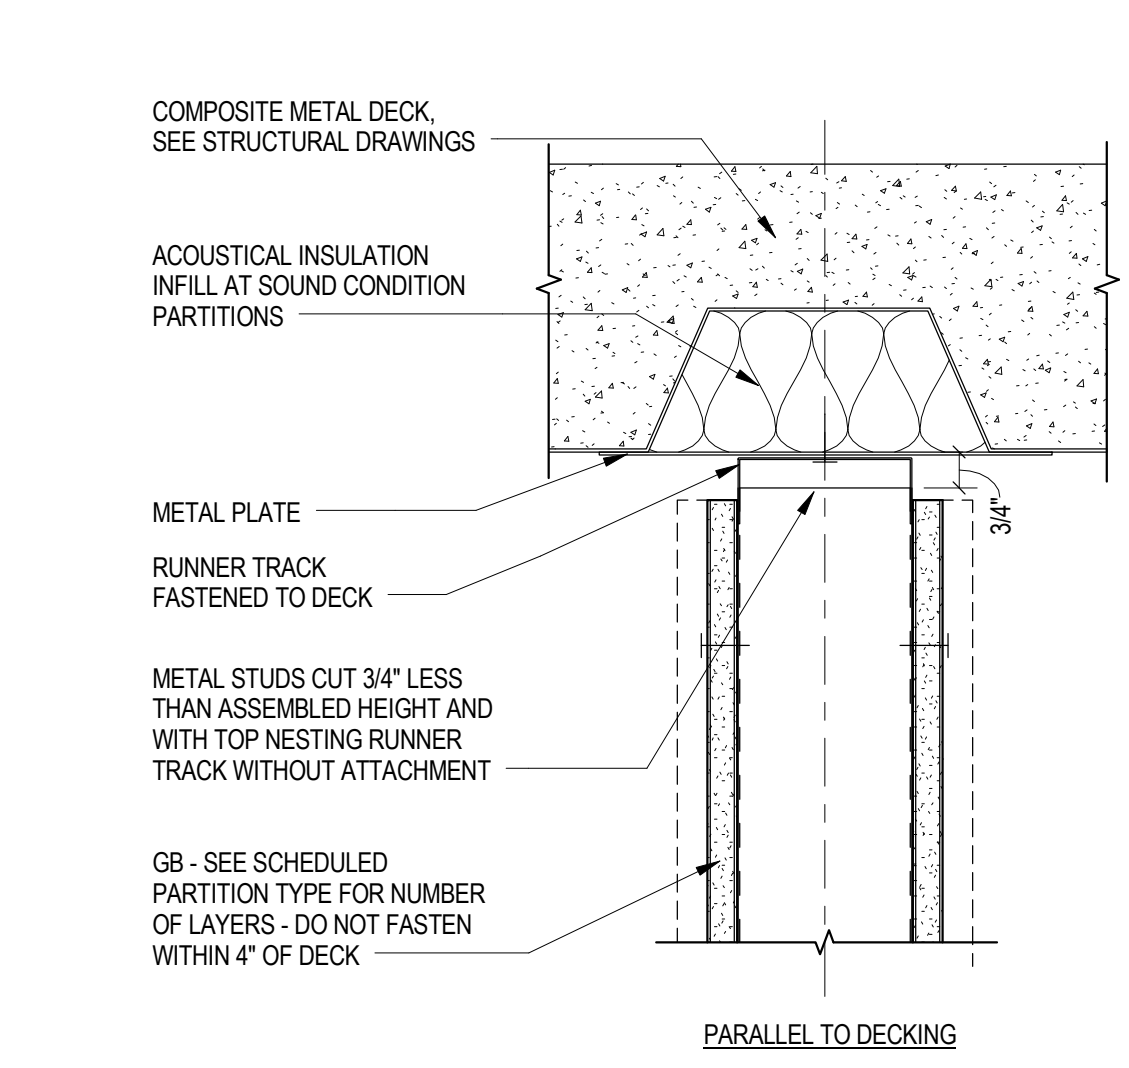 COMPOSITE METAL DECK,
SEE STRUCTURAL DRAWINGS
ACOUSTICAL INSULATION
INFILL AT SOUND CONDITION
PARTITIONS
METAL PLATE
RUNNER TRACK
FASTENED TO DECK
METAL STUDS CUT 3/4" LESS
THAN ASSEMBLED HEIGHT AND
WITH TOP NESTING RUNNER
TRACK WITHOUT ATTACHMENT
GB - SEE SCHEDULED
PARTITION TYPE FOR NUMBER
OF LAYERS - DO NOT FASTEN
WITHIN 4" OF DECK
3/4"
PARALLEL TO DECKING